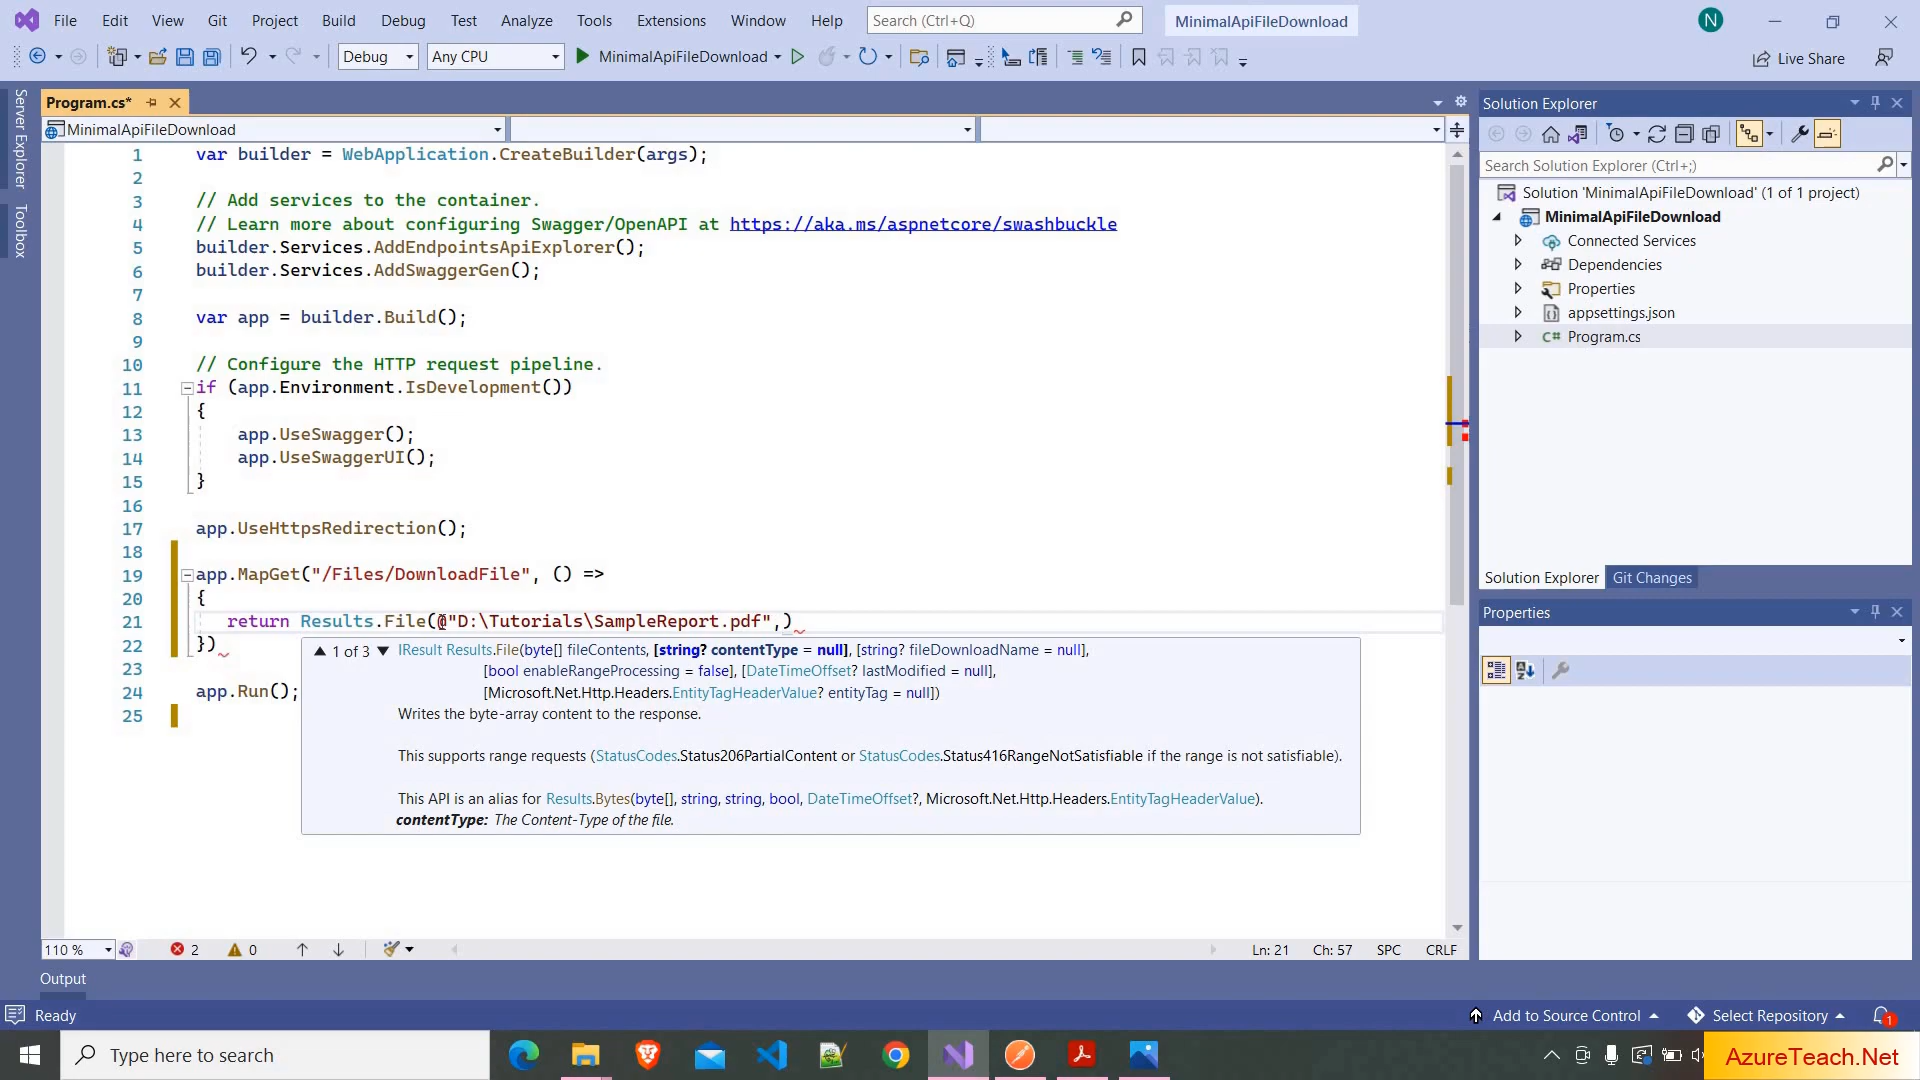 File Edit View Git Project Build Debug Test Analyze Tools Extensions Window Help Search (Ctrl+Q) MinimalApiFileDownload N
Debug Any CPU MinimalApiFileDownload Live Share
Server Explorer
Toolbox
Program.cs*
MinimalApiFileDownload
1 var builder = WebApplication.CreateBuilder(args);
2
3 // Add services to the container.
4 // Learn more about configuring Swagger/OpenAPI at https://aka.ms/aspnetcore/swashbuckle
5 builder.Services.AddEndpointsApiExplorer();
6 builder.Services.AddSwaggerGen();
7
8 var app = builder.Build();
9
10 // Configure the HTTP request pipeline.
11 if (app.Environment.IsDevelopment())
12 {
13 app.UseSwagger();
14 app.UseSwaggerUI();
15 }
16
17 app.UseHttpsRedirection();
18
19 app.MapGet("/Files/DownloadFile", () =>
20 {
21 return Results.File(@"D:\Tutorials\SampleReport.pdf",)
22 })
23
24 app.Run();
25
1 of 3 IResult Results.File(byte[] fileContents, [string? contentType = null], [string? fileDownloadName = null],
[bool enableRangeProcessing = false], [DateTimeOffset? lastModified = null],
[Microsoft.Net.Http.Headers.EntityTagHeaderValue? entityTag = null])
Writes the byte-array content to the response.
This supports range requests (StatusCodes.Status206PartialContent or StatusCodes.Status416RangeNotSatisfiable if the range is not satisfiable).
This API is an alias for Results.Bytes(byte[], string, string, bool, DateTimeOffset?, Microsoft.Net.Http.Headers.EntityTagHeaderValue).
contentType: The Content-Type of the file.
110 % 2 0 Ln: 21 Ch: 57 SPC CRLF
Output
Solution Explorer
Search Solution Explorer (Ctrl+;)
Solution 'MinimalApiFileDownload' (1 of 1 project)
MinimalApiFileDownload
Connected Services
Dependencies
Properties
appsettings.json
C# Program.cs
Solution Explorer Git Changes
Properties
Ready Add to Source Control Select Repository 1
Type here to search
AzureTeach.Net